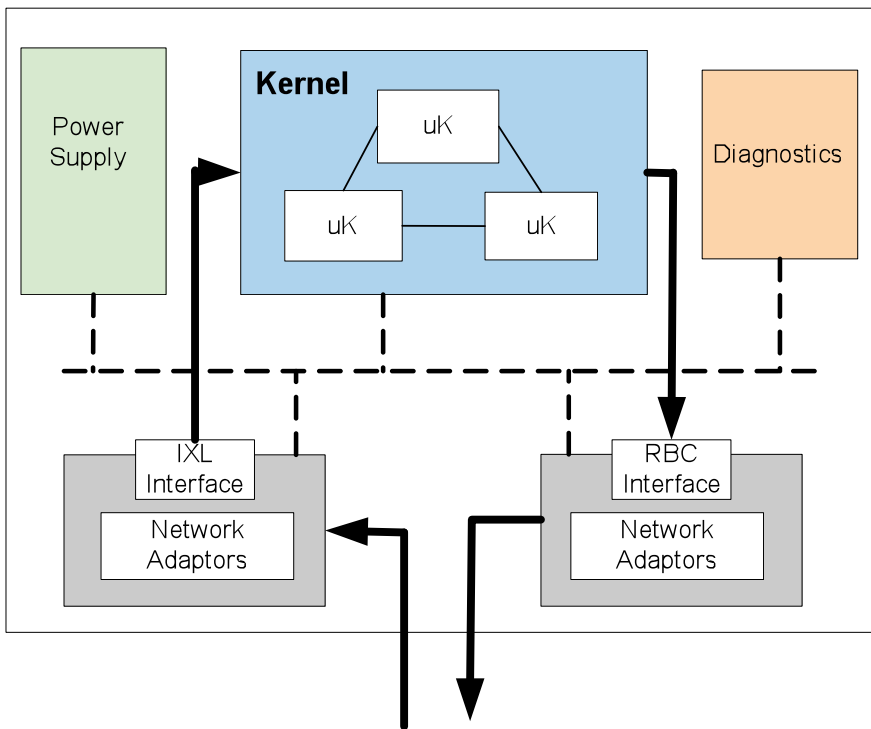 Kernel
Power
Supply
uK
Diagnostics
uK
uK
IXL
Interface
Network
Adaptors
RBC
Interface
Network
Adaptors